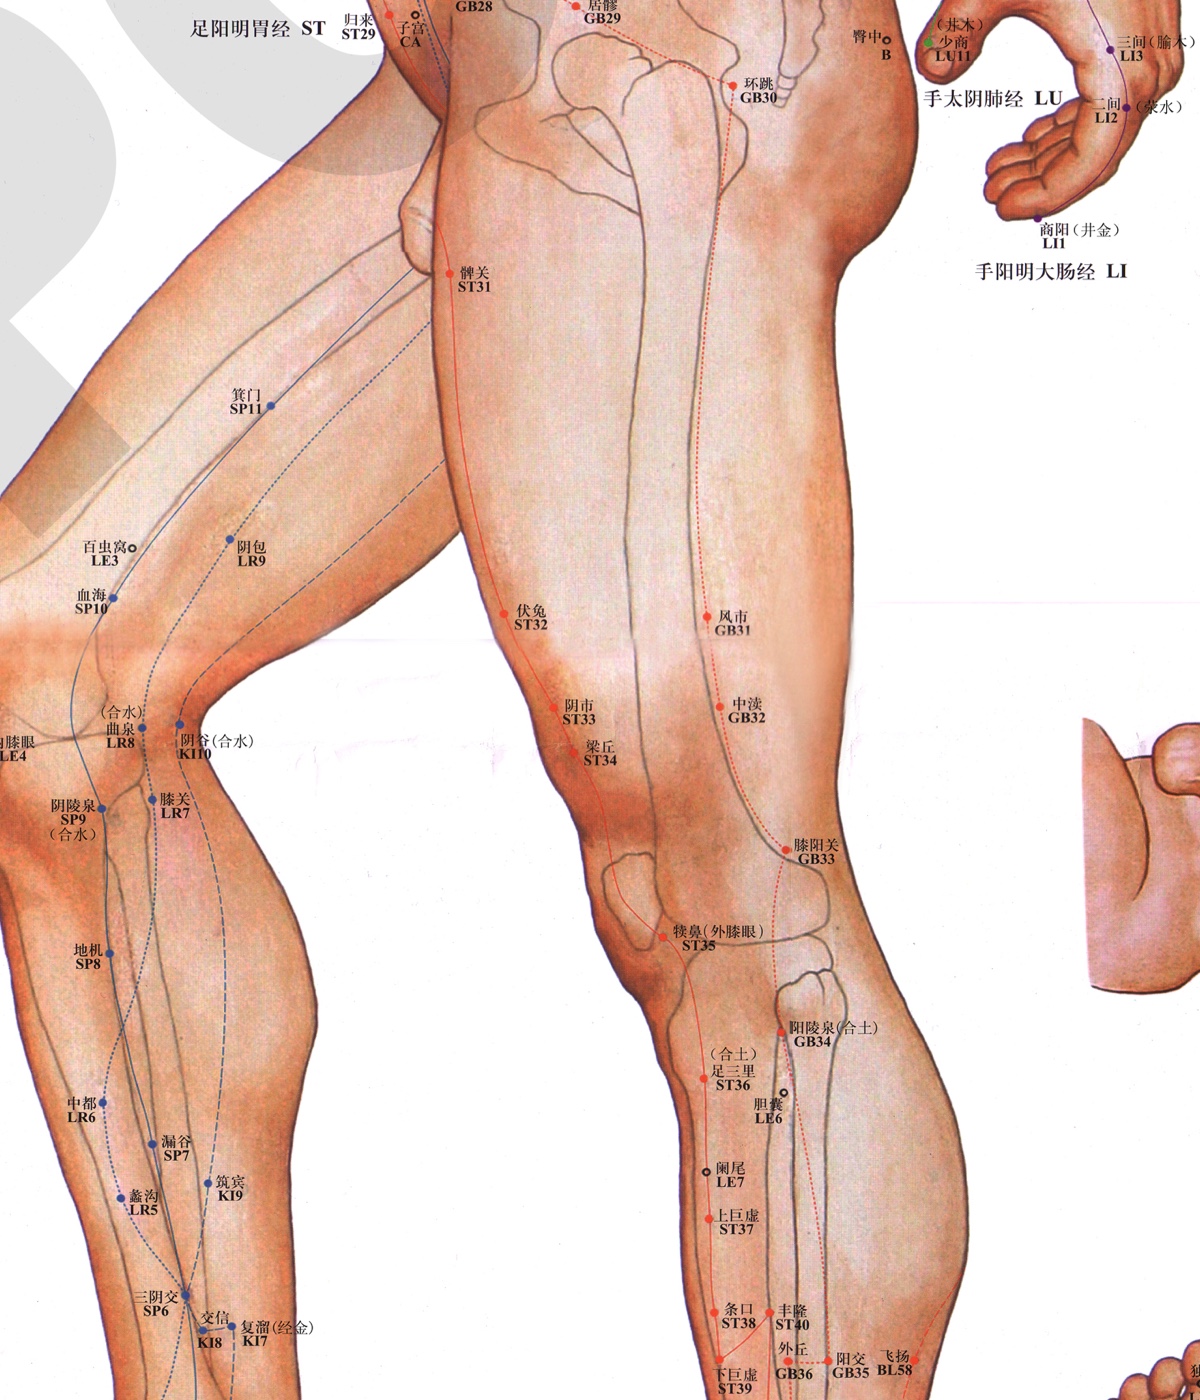 足阳明胃经 ST
归来
ST29
子宫
CA
GB28
居髎
GB29
环跳
GB30
臀中
B
(井木)
少商
LU11
手太阴肺经 LU
三间(腧木)
LI3
二间(荥水)
LI2
商阳(井金)
LI1
手阳明大肠经 LI
髀关
ST31
箕门
SP11
百虫窝
LE3
阴包
LR9
血海
SP10
伏兔
ST32
风市
GB31
阴市
ST33
中渎
GB32
(合水)
曲泉
LR8
阴谷(合水)
KI10
内膝眼
LE4
梁丘
ST34
阴陵泉
SP9
(合水)
膝关
LR7
膝阳关
GB33
犊鼻(外膝眼)
ST35
地机
SP8
阳陵泉(合土)
GB34
(合土)
足三里
ST36
胆囊
LE6
中都
LR6
漏谷
SP7
阑尾
LE7
筑宾
KI9
蠡沟
LR5
上巨虚
ST37
三阴交
SP6
交信
KI8
复溜(经金)
KI7
条口
ST38
丰隆
ST40
外丘
GB36
阳交
GB35
飞扬
BL58
下巨虚
ST39